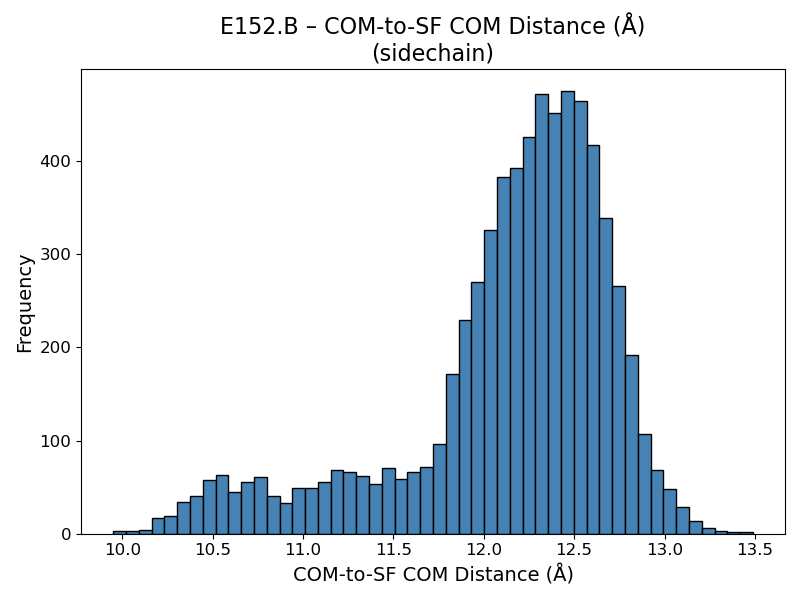 E152.B – COM-to-SF COM Distance (Å)
(sidechain)
Frequency
400
300
200
100
0
10.0 10.5 11.0 11.5 12.0 12.5 13.0 13.5
COM-to-SF COM Distance (Å)